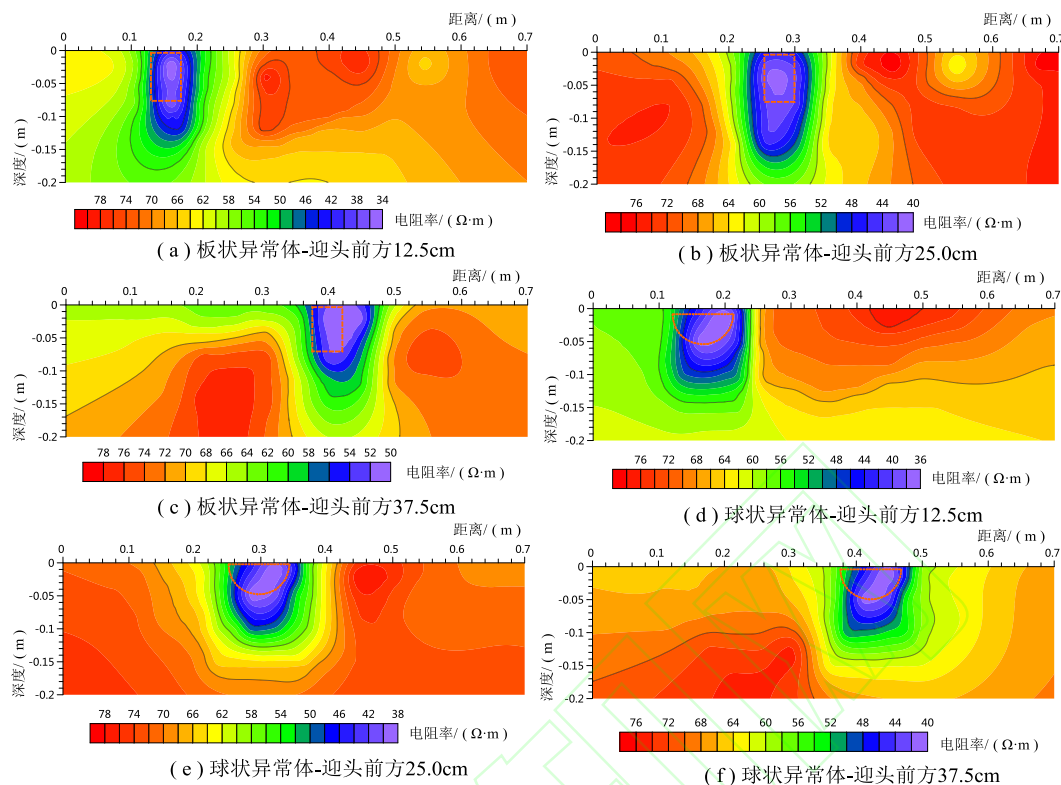 距离/ ( m )
0 0.1 0.2 0.3 0.4 0.5 0.6 0.7
0
-0.05
-0.1
-0.15
-0.2
深度/ ( m )
78 74 70 66 62 58 54 50 46 42 38 34
电阻率/ ( Ω·m )
( a ) 板状异常体-迎头前方12.5cm
距离/ ( m )
0 0.1 0.2 0.3 0.4 0.5 0.6 0.7
0
-0.05
-0.1
-0.15
-0.2
深度/ ( m )
76 72 68 64 60 56 52 48 44 40
电阻率/ ( Ω·m )
( b ) 板状异常体-迎头前方25.0cm
距离/ ( m )
0 0.1 0.2 0.3 0.4 0.5 0.6 0.7
0
-0.05
-0.1
-0.15
-0.2
深度/ ( m )
78 76 74 72 70 68 66 64 62 60 58 56 54 52 50
电阻率/ ( Ω·m )
( c ) 板状异常体-迎头前方37.5cm
距离/ ( m )
0 0.1 0.2 0.3 0.4 0.5 0.6 0.7
0
-0.05
-0.1
-0.15
-0.2
深度/ ( m )
76 72 68 64 60 56 52 48 44 40 36
电阻率/ ( Ω·m )
( d ) 球状异常体-迎头前方12.5cm
距离/ ( m )
0 0.1 0.2 0.3 0.4 0.5 0.6 0.7
0
-0.05
-0.1
-0.15
-0.2
深度/ ( m )
78 74 70 66 62 58 54 50 46 42 38
电阻率/ ( Ω·m )
( e ) 球状异常体-迎头前方25.0cm
距离/ ( m )
0 0.1 0.2 0.3 0.4 0.5 0.6 0.7
0
-0.05
-0.1
-0.15
-0.2
深度/ ( m )
76 72 68 64 60 56 52 48 44 40
电阻率/ ( Ω·m )
( f ) 球状异常体-迎头前方37.5cm